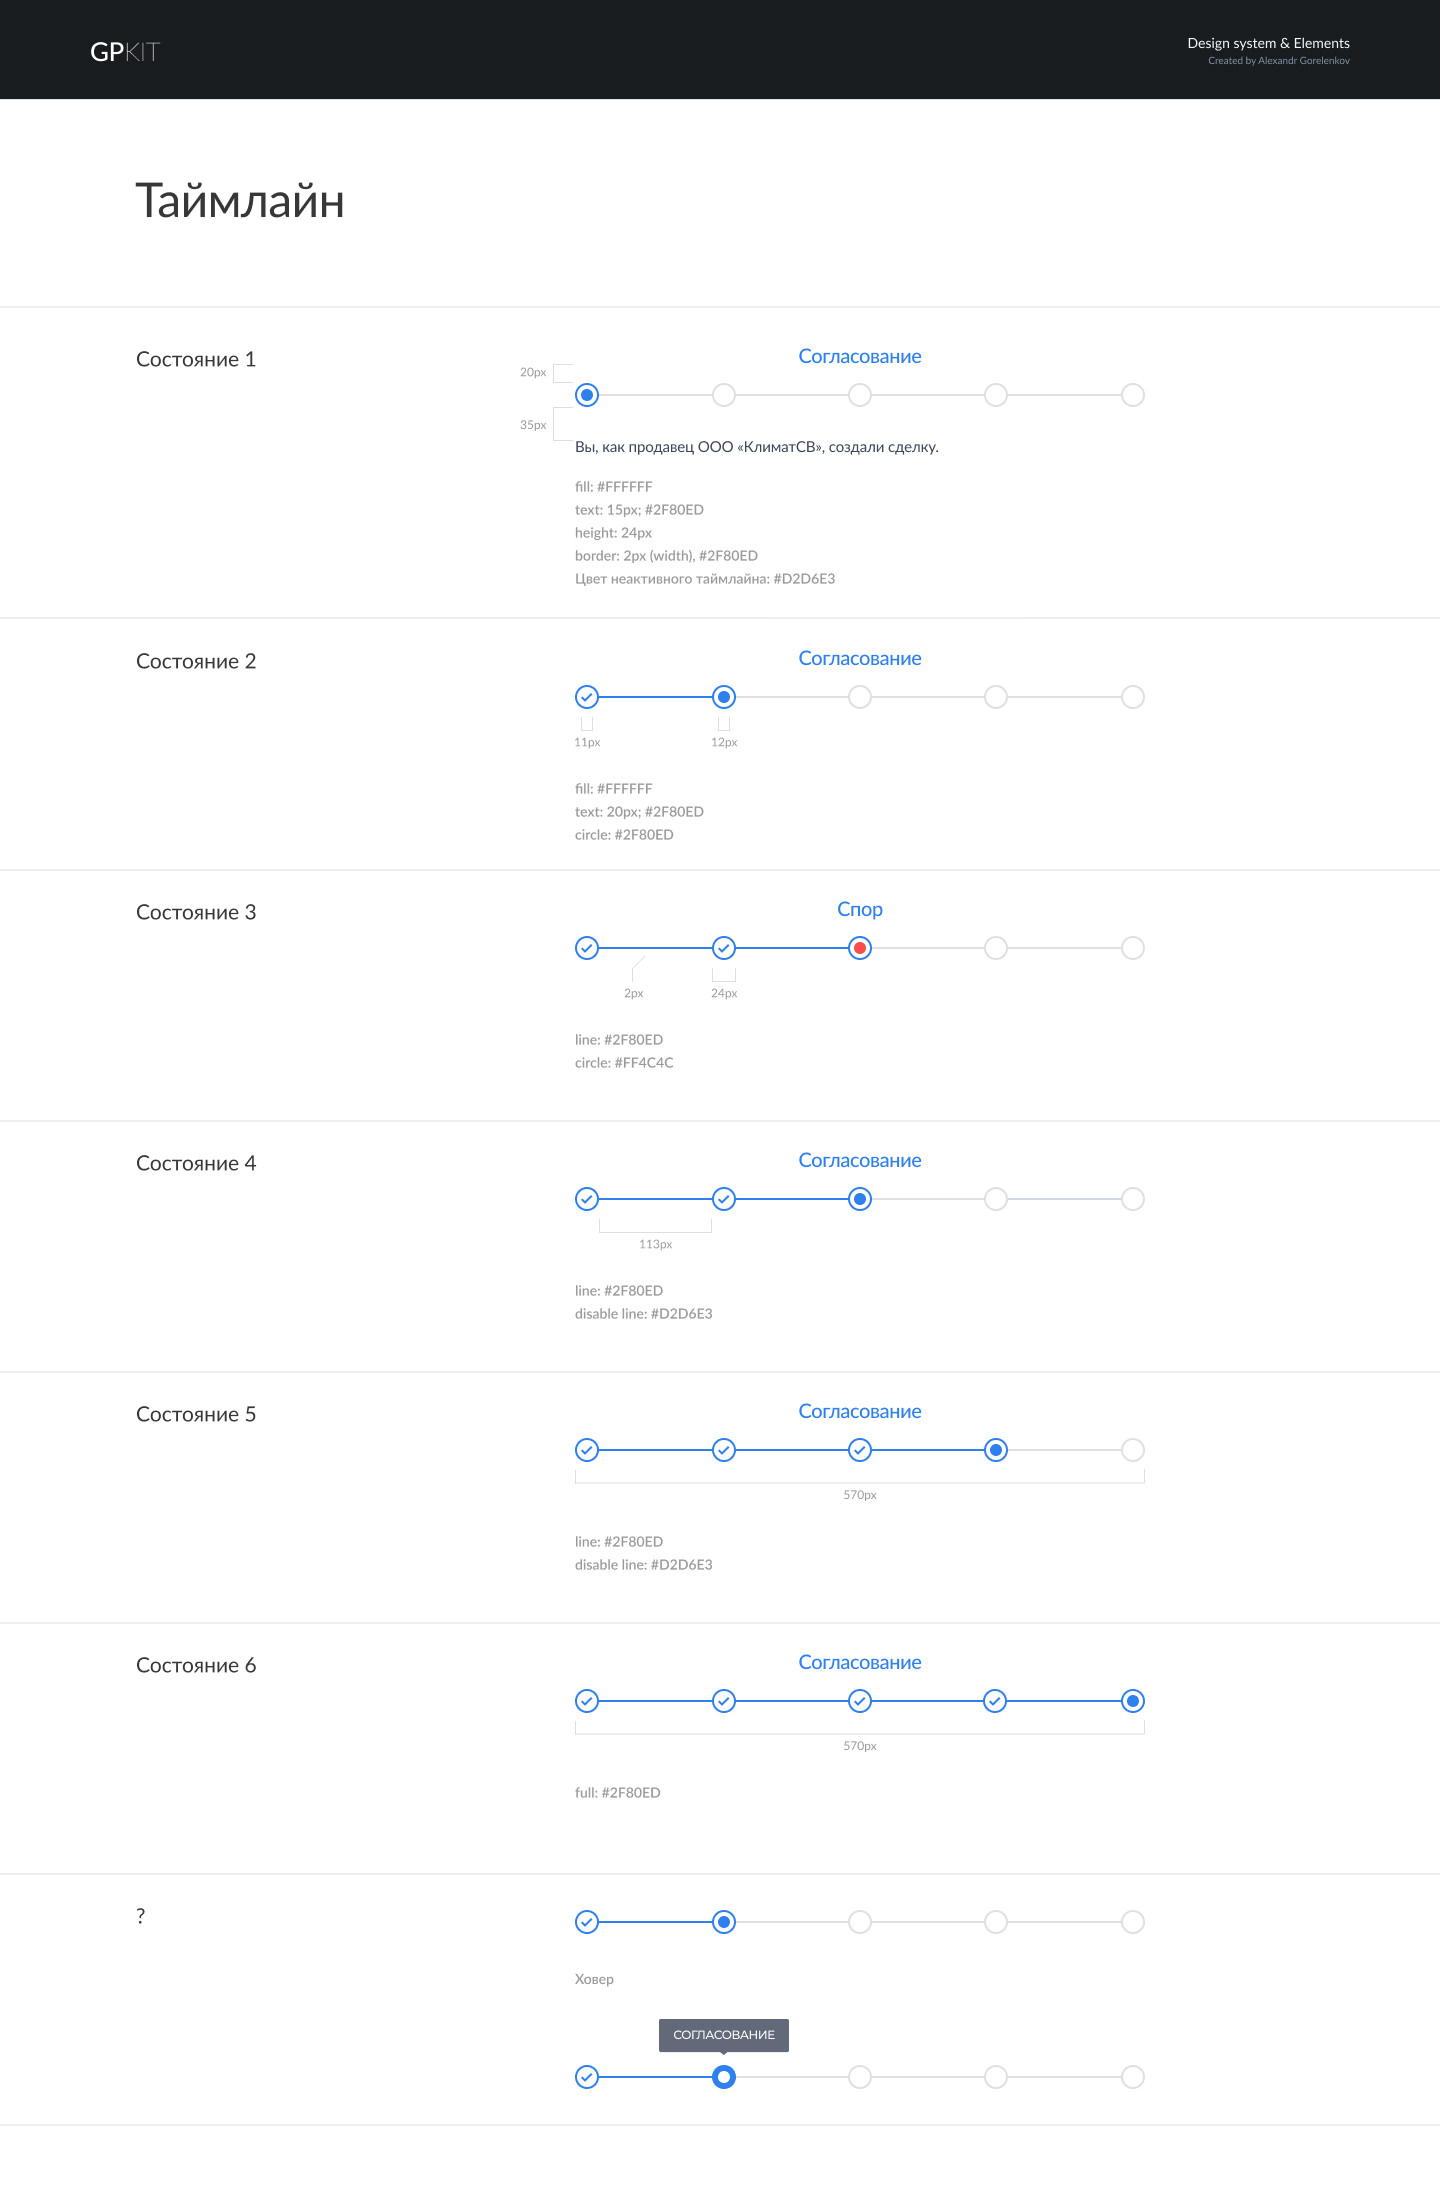 GPKIT
Design system & Elements
Created by Alexandr Gorelenkov
Таймлайн
Состояние 1
Согласование
20px
35px
Вы, как продавец ООО «КлиматСВ», создали сделку.
fill: #FFFFFF
text: 15px; #2F80ED
height: 24px
border: 2px (width), #2F80ED
Цвет неактивного таймлайна: #D2D6E3
Состояние 2
Согласование
11px
12px
fill: #FFFFFF
text: 20px; #2F80ED
circle: #2F80ED
Состояние 3
Спор
2px
24px
line: #2F80ED
circle: #FF4C4C
Состояние 4
Согласование
113px
line: #2F80ED
disable line: #D2D6E3
Состояние 5
Согласование
570px
line: #2F80ED
disable line: #D2D6E3
Состояние 6
Согласование
570px
full: #2F80ED
?
Ховер
СОГЛАСОВАНИЕ